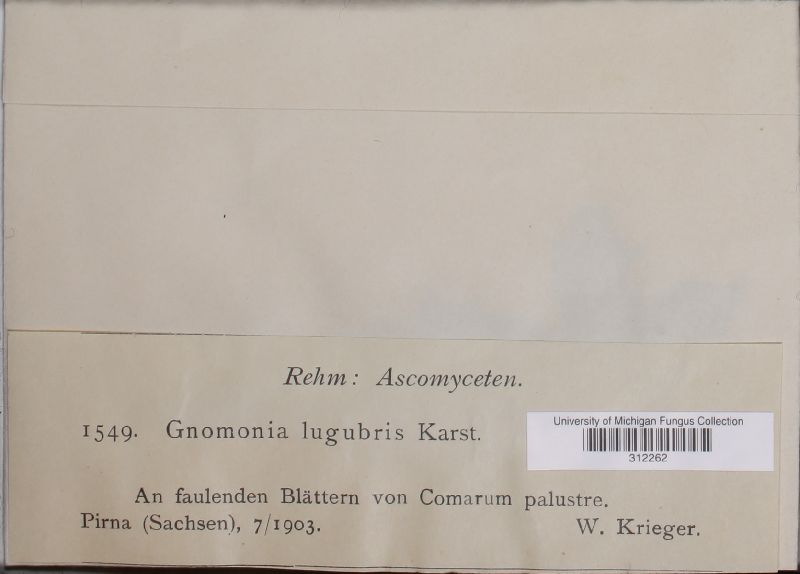 Rehm: Ascomyceten.
1549. Gnomonia lugubris Karst.
University of Michigan Fungus Collection
312262
An faulenden Blättern von Comarum palustre.
Pirna (Sachsen), 7/1903. W. Krieger.